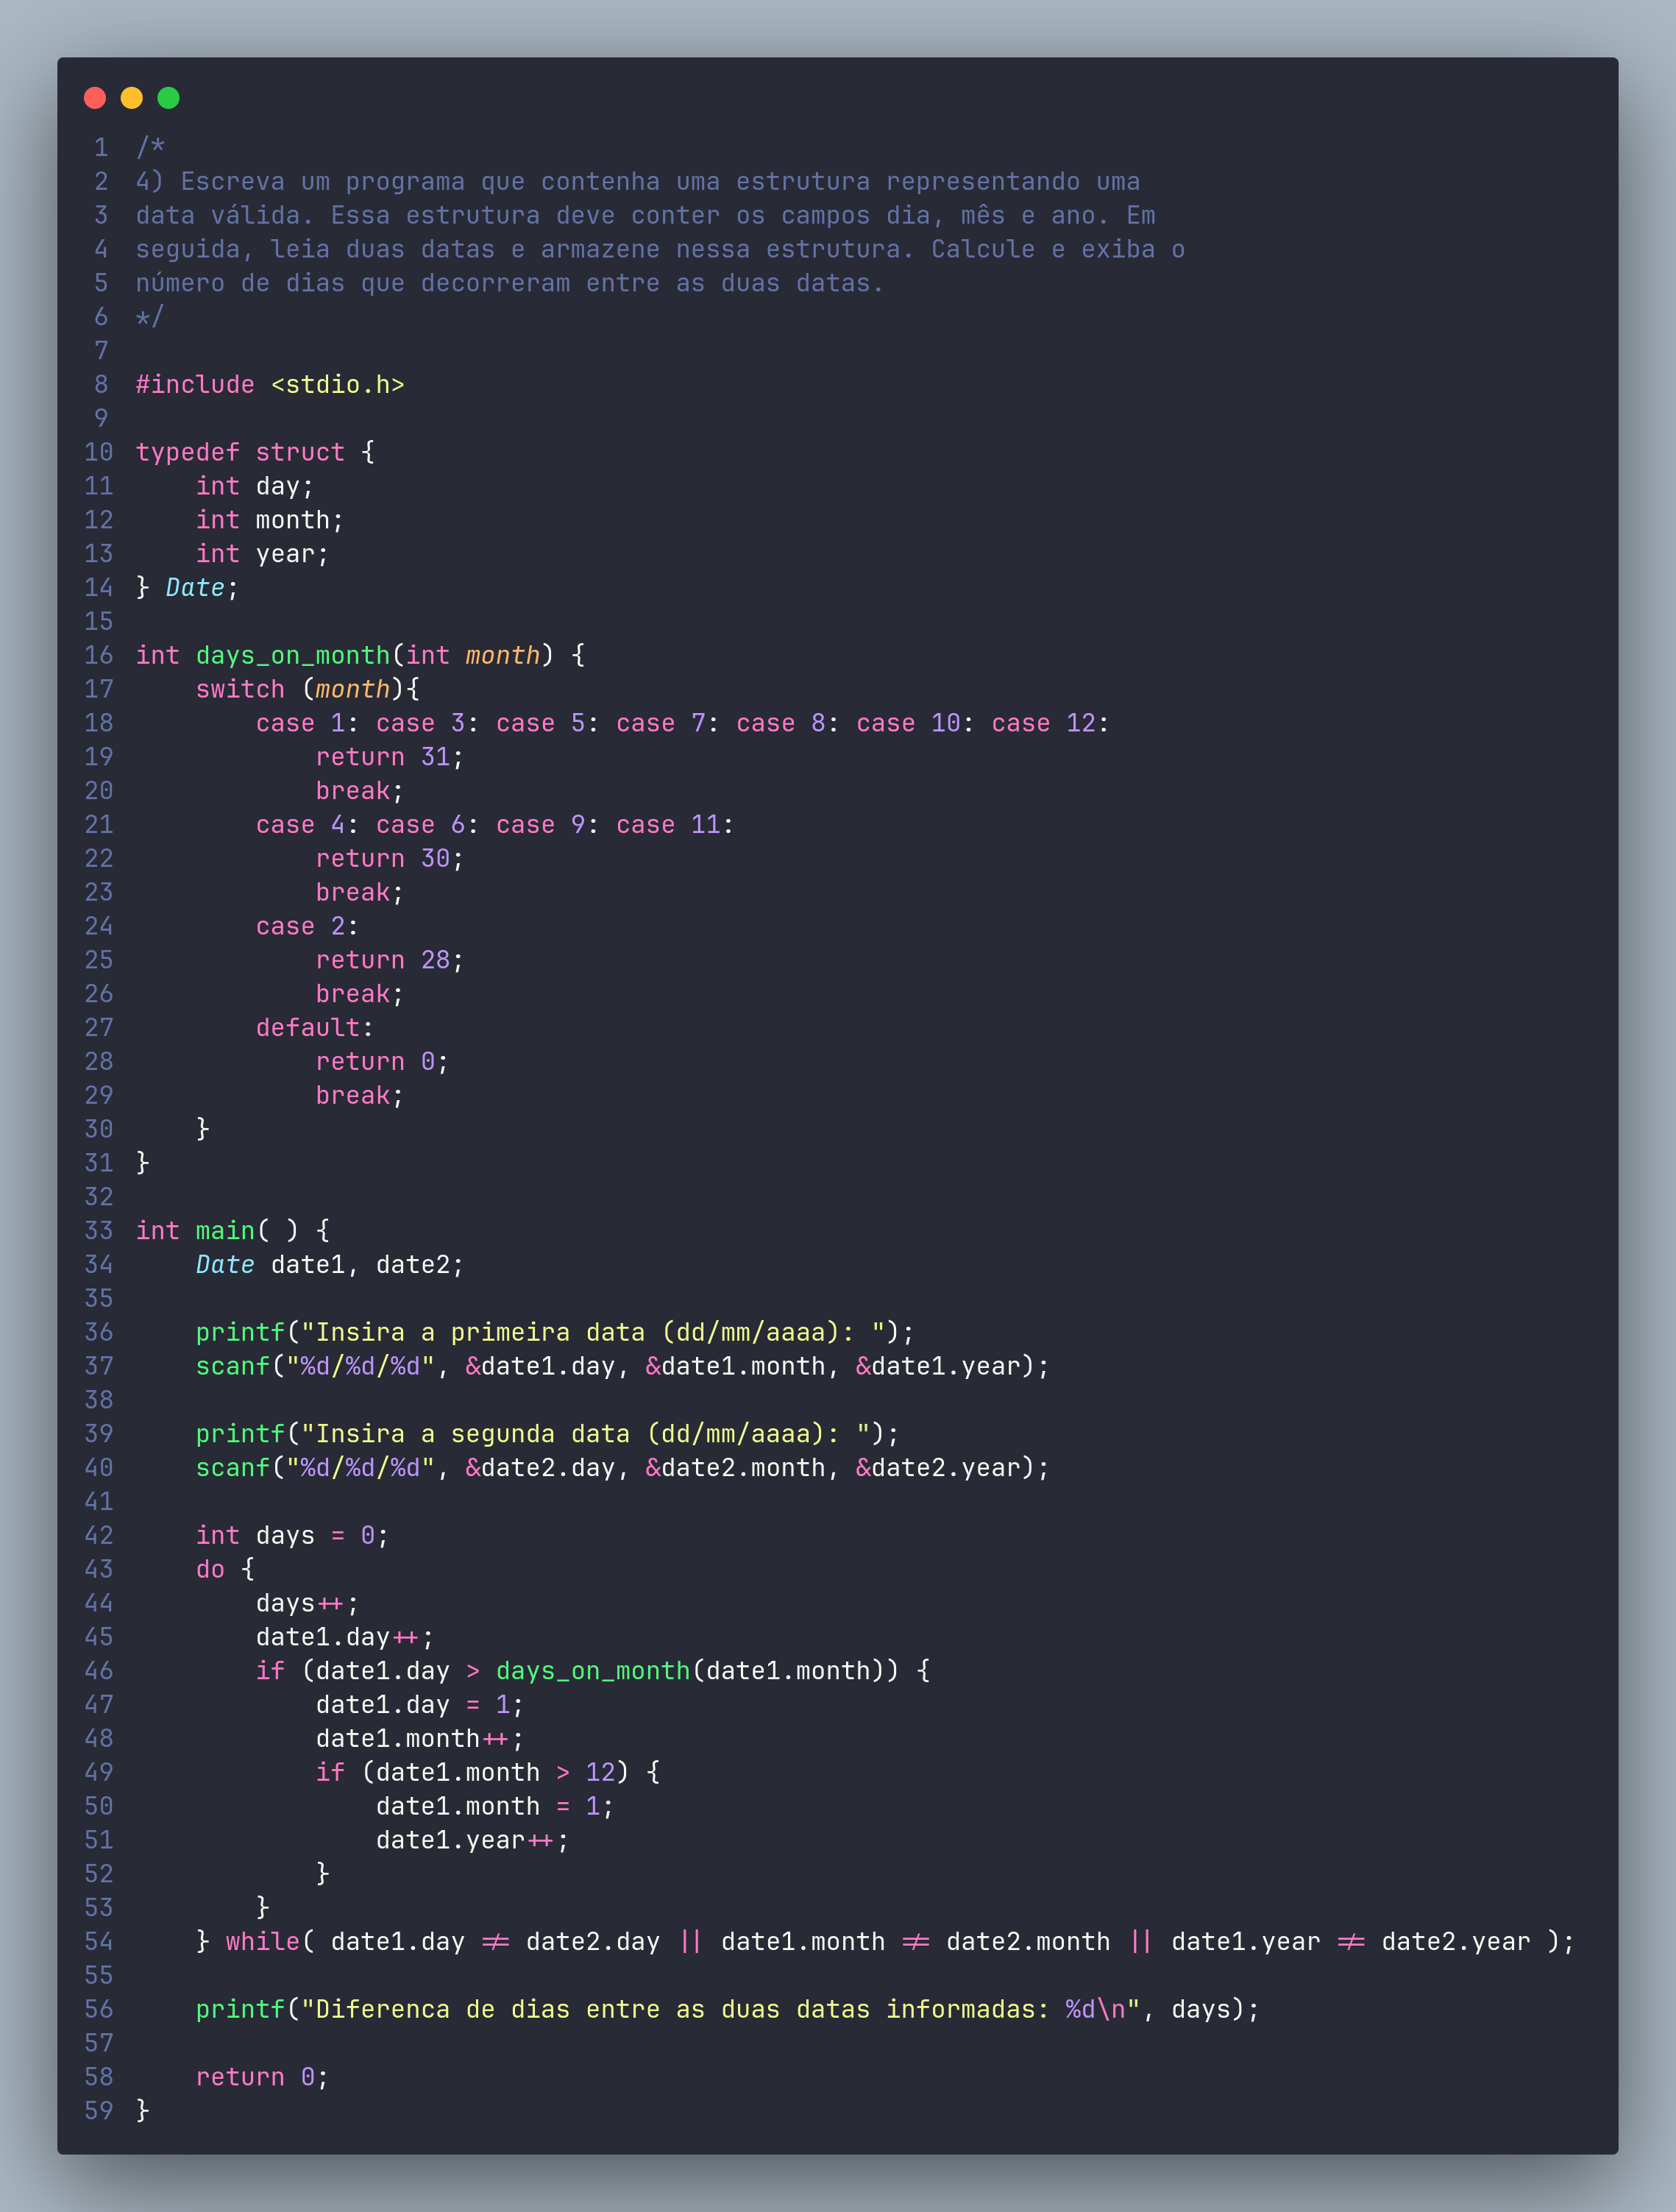 1 /*
2 4) Escreva um programa que contenha uma estrutura representando uma
3 data válida. Essa estrutura deve conter os campos dia, mês e ano. Em
4 seguida, leia duas datas e armazene nessa estrutura. Calcule e exiba o
5 número de dias que decorreram entre as duas datas.
6 */
7
8 #include <stdio.h>
9
10 typedef struct {
11     int day;
12     int month;
13     int year;
14 } Date;
15
16 int days_on_month(int month) {
17     switch (month){
18         case 1: case 3: case 5: case 7: case 8: case 10: case 12:
19             return 31;
20             break;
21         case 4: case 6: case 9: case 11:
22             return 30;
23             break;
24         case 2:
25             return 28;
26             break;
27         default:
28             return 0;
29             break;
30     }
31 }
32
33 int main( ) {
34     Date date1, date2;
35
36     printf("Insira a primeira data (dd/mm/aaaa): ");
37     scanf("%d/%d/%d", &date1.day, &date1.month, &date1.year);
38
39     printf("Insira a segunda data (dd/mm/aaaa): ");
40     scanf("%d/%d/%d", &date2.day, &date2.month, &date2.year);
41
42     int days = 0;
43     do {
44         days++;
45         date1.day++;
46         if (date1.day > days_on_month(date1.month)) {
47             date1.day = 1;
48             date1.month++;
49             if (date1.month > 12) {
50                 date1.month = 1;
51                 date1.year++;
52             }
53         }
54     } while( date1.day != date2.day || date1.month != date2.month || date1.year != date2.year );
55
56     printf("Diferenca de dias entre as duas datas informadas: %d\n", days);
57
58     return 0;
59 }